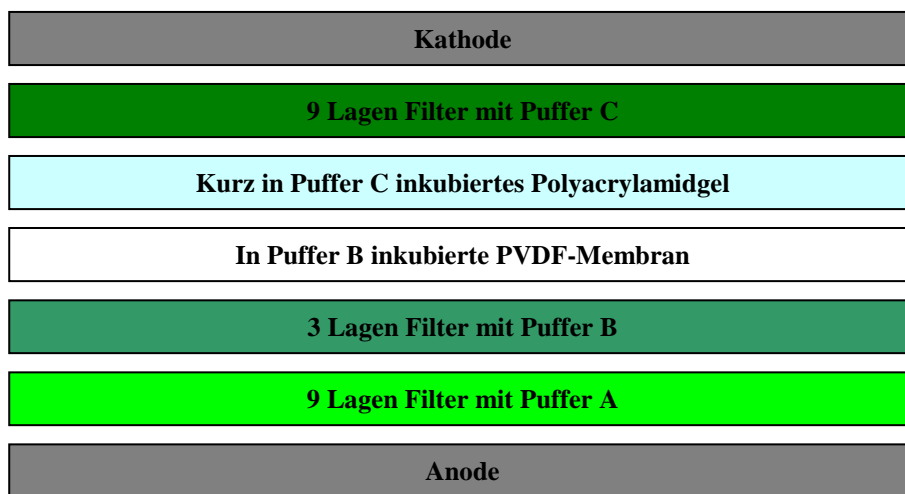 Kathode
9 Lagen Filter mit Puffer C
Kurz in Puffer C inkubiertes Polyacrylamidgel
In Puffer B inkubierte PVDF-Membran
3 Lagen Filter mit Puffer B
9 Lagen Filter mit Puffer A
Anode